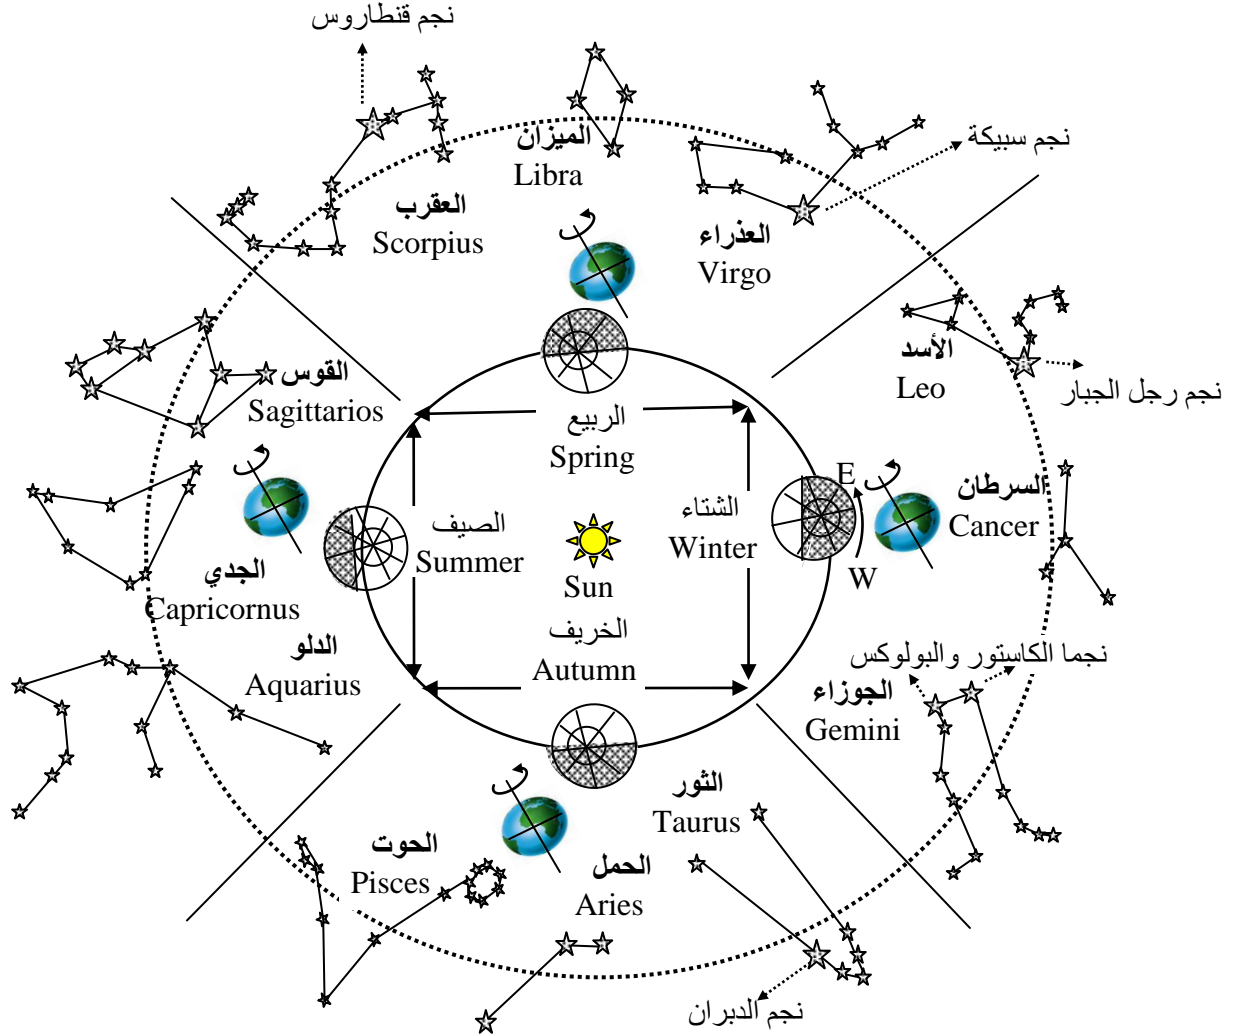 نجم قنطاروس
الميزان
Libra
نجم سبيكة
العقرب
Scorpius
العذراء
Virgo
الأسد
Leo
نجم رجل الجبار
القوس
Sagittarios
الربيع
Spring
E
السرطان
Cancer
الصيف
Summer
الشتاء
Winter
W
Sun
الجدي
Capricornus
الخريف
Autumn
الدلو
Aquarius
نجما الكاستور والبولوكس
الجوزاء
Gemini
الثور
Taurus
الحوت
Pisces
الحمل
Aries
نجم الدبران